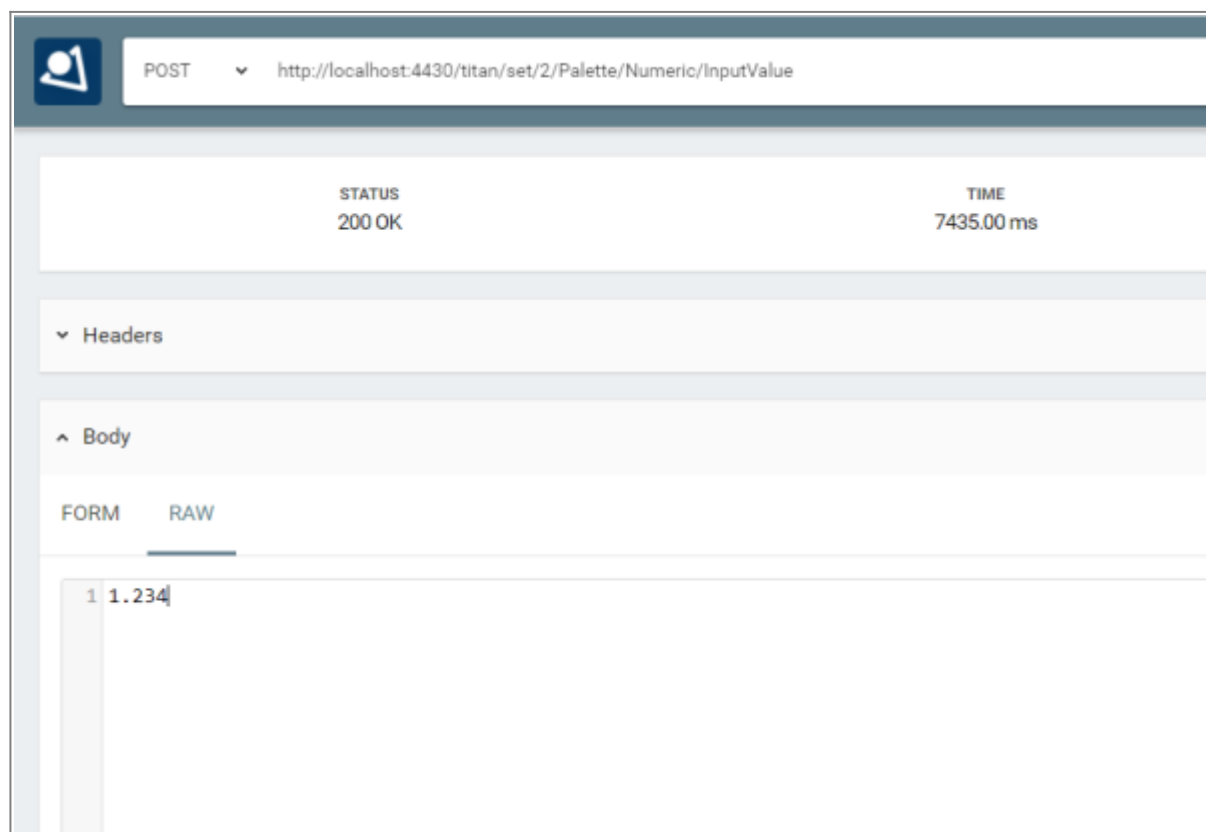 POST http://localhost:4430/titan/set/2/Palette/Numeric/InputValue
STATUS TIME
200 OK 7435.00 ms
Headers
Body
FORM RAW
1 1.234